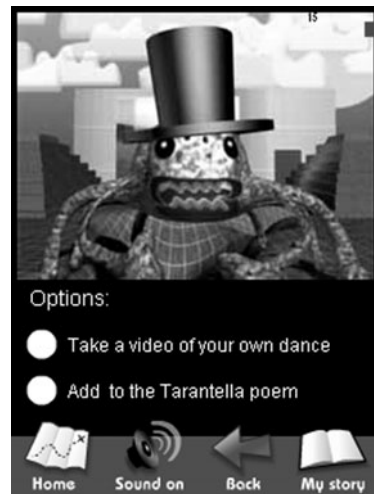 15
Options:
Take a video of your own dance
Add to the Tarantella poem
Home Sound on Back My story